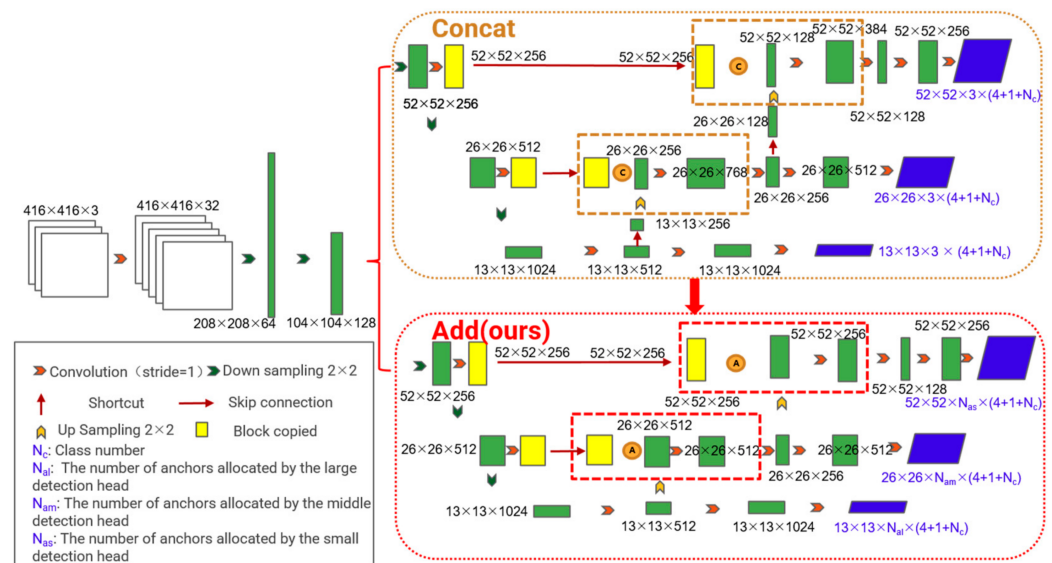 Concat
52×52×256
52×52×256
52×52×256
52×52×128
52×52×384
52×52×256
C
52×52×3×(4+1+Nc)
52×52×128
26×26×128
26×26×512
26×26×256
C
26×26×768
26×26×256
26×26×512
26×26×3×(4+1+Nc)
13×13×256
13×13×1024
13×13×512
13×13×1024
13×13×3 × (4+1+Nc)
416×416×3
416×416×32
208×208×64
104×104×128
Add(ours)
52×52×256
52×52×256
52×52×256
52×52×256
52×52×256
52×52×256
A
52×52×128
52×52×Nas×(4+1+Nc)
26×26×512
26×26×512
A
26×26×512
26×26×256
26×26×512
26×26×Nam×(4+1+Nc)
13×13×1024
13×13×512
13×13×1024
13×13×Nal×(4+1+Nc)
Convolution（stride=1）
Down sampling 2×2
Shortcut
Skip connection
Up Sampling 2×2
Block copied
Nc: Class number
Nal: The number of anchors allocated by the large
detection head
Nam: The number of anchors allocated by the middle
detection head
Nas: The number of anchors allocated by the small
detection head